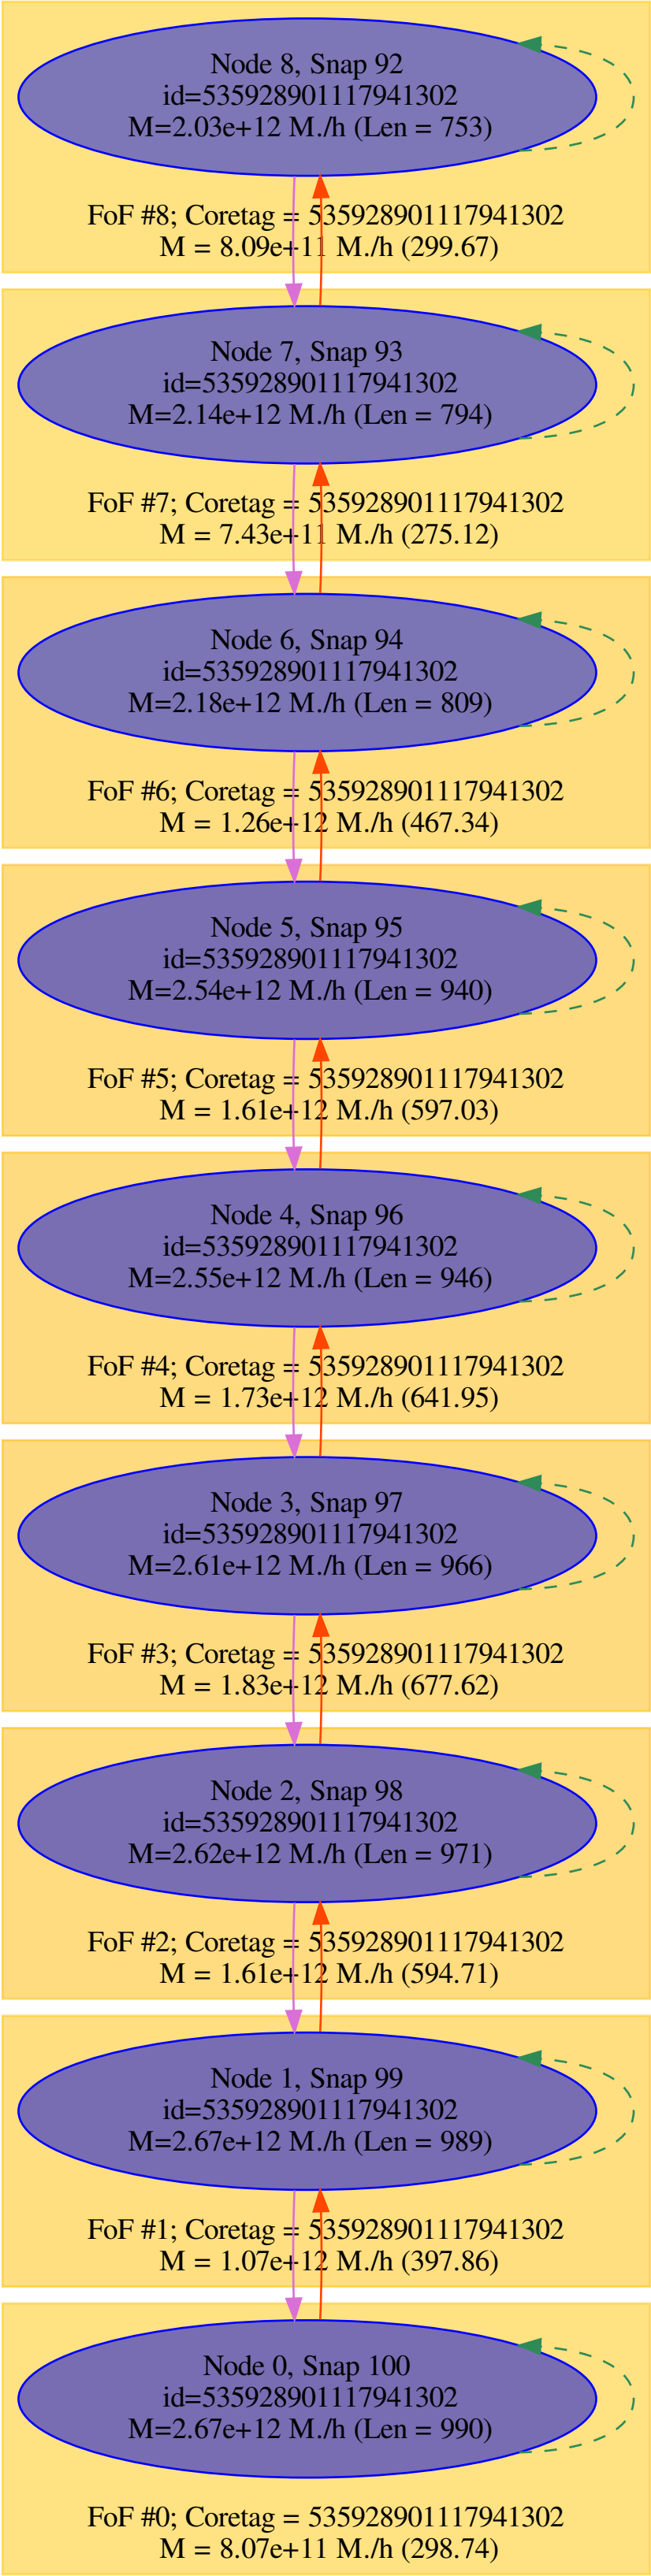 Node 8, Snap 92
id=535928901117941302
M=2.03e+12 M./h (Len = 753)
FoF #8; Coretag = 535928901117941302
M = 8.09e+11 M./h (299.67)
Node 7, Snap 93
id=535928901117941302
M=2.14e+12 M./h (Len = 794)
FoF #7; Coretag = 535928901117941302
M = 7.43e+11 M./h (275.12)
Node 6, Snap 94
id=535928901117941302
M=2.18e+12 M./h (Len = 809)
FoF #6; Coretag = 535928901117941302
M = 1.26e+12 M./h (467.34)
Node 5, Snap 95
id=535928901117941302
M=2.54e+12 M./h (Len = 940)
FoF #5; Coretag = 535928901117941302
M = 1.61e+12 M./h (597.03)
Node 4, Snap 96
id=535928901117941302
M=2.55e+12 M./h (Len = 946)
FoF #4; Coretag = 535928901117941302
M = 1.73e+12 M./h (641.95)
Node 3, Snap 97
id=535928901117941302
M=2.61e+12 M./h (Len = 966)
FoF #3; Coretag = 535928901117941302
M = 1.83e+12 M./h (677.62)
Node 2, Snap 98
id=535928901117941302
M=2.62e+12 M./h (Len = 971)
FoF #2; Coretag = 535928901117941302
M = 1.61e+12 M./h (594.71)
Node 1, Snap 99
id=535928901117941302
M=2.67e+12 M./h (Len = 989)
FoF #1; Coretag = 535928901117941302
M = 1.07e+12 M./h (397.86)
Node 0, Snap 100
id=535928901117941302
M=2.67e+12 M./h (Len = 990)
FoF #0; Coretag = 535928901117941302
M = 8.07e+11 M./h (298.74)